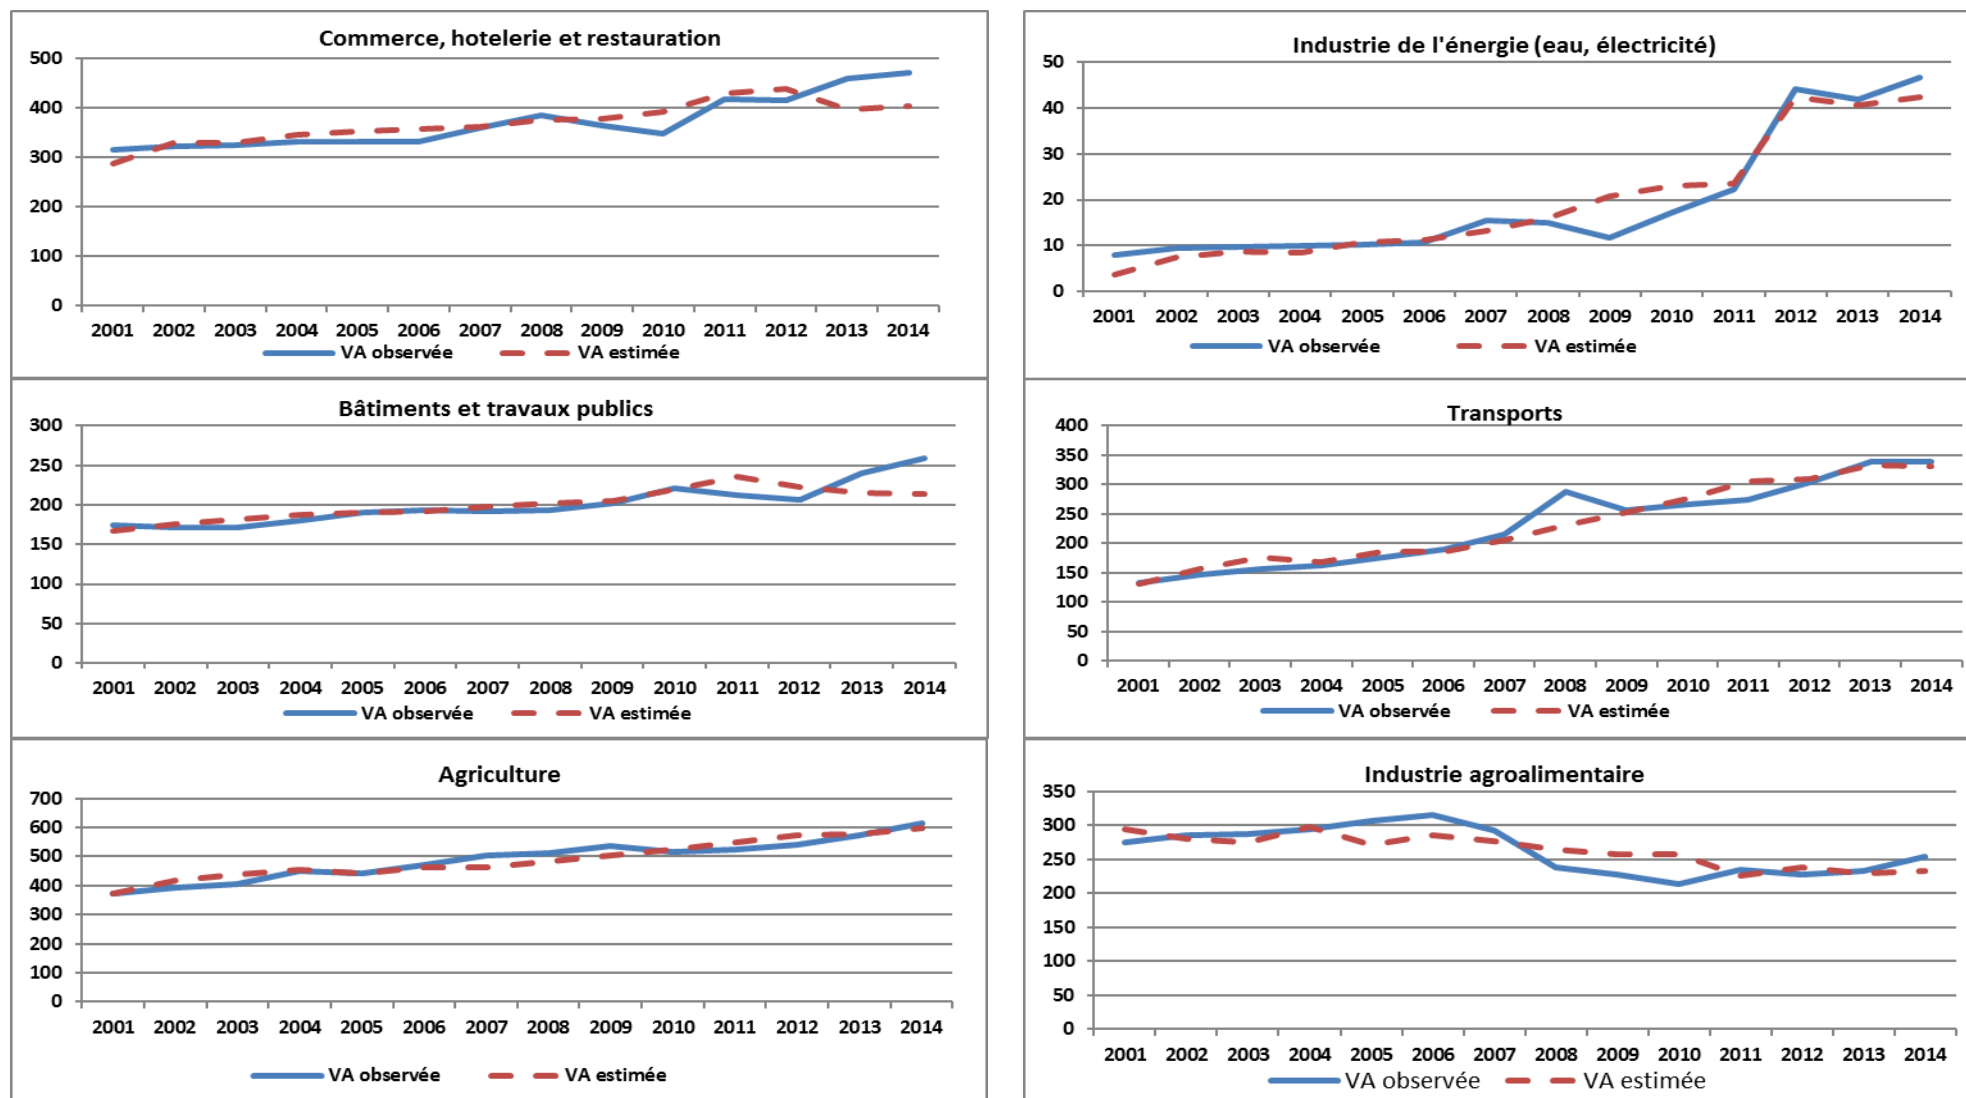 Commerce, hotelerie et restauration
500
400
300
200
100
0
2001 2002 2003 2004 2005 2006 2007 2008 2009 2010 2011 2012 2013 2014
VA observée VA estimée
Industrie de l'énergie (eau, électricité)
50
40
30
20
10
0
2001 2002 2003 2004 2005 2006 2007 2008 2009 2010 2011 2012 2013 2014
VA observée VA estimée
Bâtiments et travaux publics
300
250
200
150
100
50
0
2001 2002 2003 2004 2005 2006 2007 2008 2009 2010 2011 2012 2013 2014
VA observée VA estimée
Transports
400
350
300
250
200
150
100
50
0
2001 2002 2003 2004 2005 2006 2007 2008 2009 2010 2011 2012 2013 2014
VA observée VA estimée
Agriculture
700
600
500
400
300
200
100
0
2001 2002 2003 2004 2005 2006 2007 2008 2009 2010 2011 2012 2013 2014
VA observée VA estimée
Industrie agroalimentaire
350
300
250
200
150
100
50
0
2001 2002 2003 2004 2005 2006 2007 2008 2009 2010 2011 2012 2013 2014
VA observée VA estimée